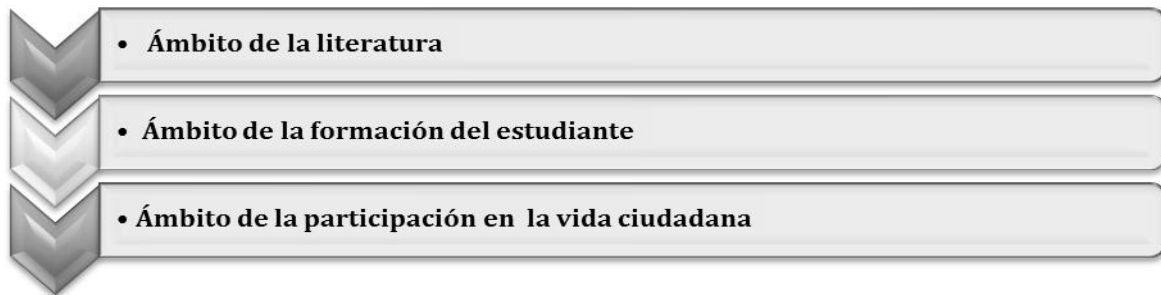 • Ámbito de la literatura
• Ámbito de la formación del estudiante
• Ámbito de la participación en la vida ciudadana